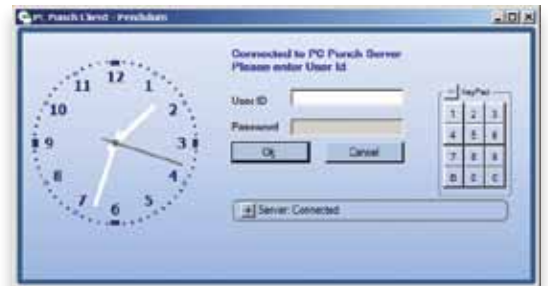 PC Punch Client - Pendulum
Connected to PC Punch Server
Please enter User Id
User ID
Password
Ok
Cancel
KeyPad
1 2 3
4 5 6
7 8 9
0 C
Server: Connected
12
11 1
10 2
9 3
8 4
7 5
6